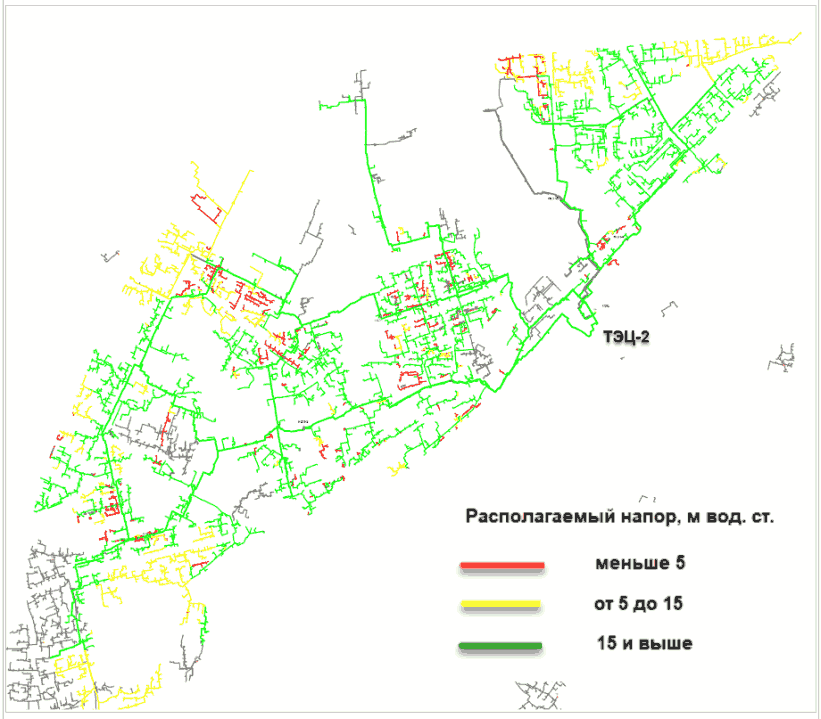 ТЭЦ-2
Располагаемый напор, м вод. ст.
меньше 5
от 5 до 15
15 и выше